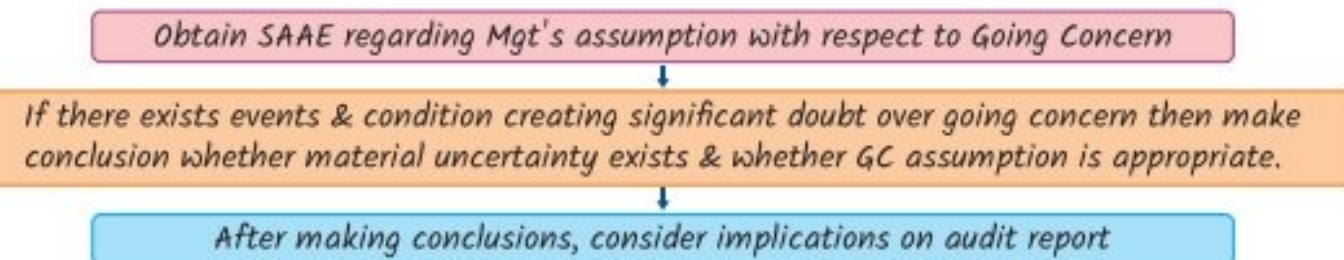 Obtain SAAE regarding Mgt's assumption with respect to Going Concern
If there exists events & condition creating significant doubt over going concern then make
conclusion whether material uncertainty exists & whether GC assumption is appropriate.
After making conclusions, consider implications on audit report